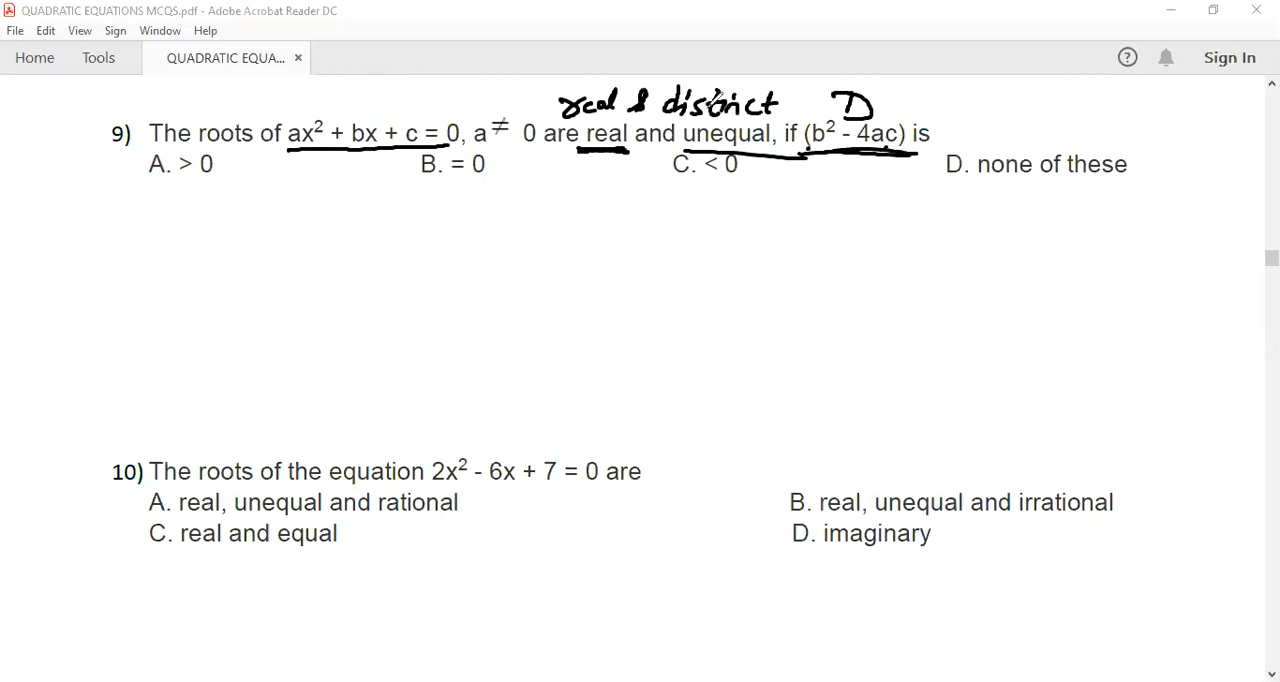 QUADRATIC EQUATIONS MCQS.pdf - Adobe Acrobat Reader DC
File Edit View Sign Window Help
Home Tools QUADRATIC EQUA... × Sign In
real & distinct D
9) The roots of ax² + bx + c = 0, a ≠ 0 are real and unequal, if (b² - 4ac) is
A. > 0 B. = 0 C. < 0 D. none of these
10) The roots of the equation 2x² - 6x + 7 = 0 are
A. real, unequal and rational B. real, unequal and irrational
C. real and equal D. imaginary